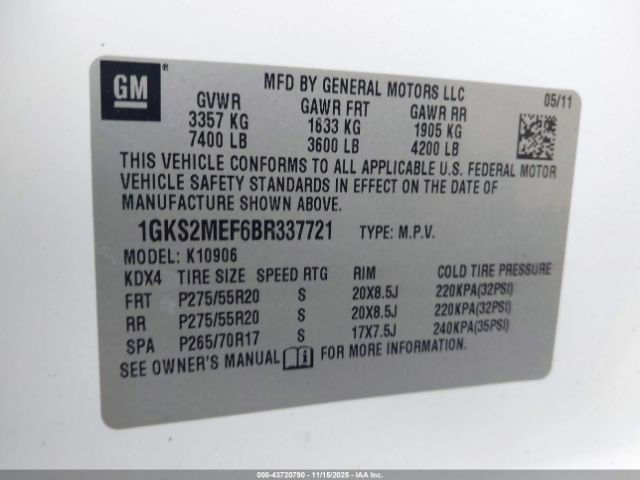 GM
MFD BY GENERAL MOTORS LLC 05/11
GVWR GAWR FRT GAWR RR
3357 KG 1633 KG 1905 KG
7400 LB 3600 LB 4200 LB
THIS VEHICLE CONFORMS TO ALL APPLICABLE U.S. FEDERAL MOTOR
VEHICLE SAFETY STANDARDS IN EFFECT ON THE DATE OF
MANUFACTURE SHOWN ABOVE.
1GKS2MEF6BR337721 TYPE: M.P.V.
MODEL: K10906
KDX4 TIRE SIZE SPEED RTG RIM COLD TIRE PRESSURE
FRT P275/55R20 S 20X8.5J 220KPA(32PSI)
RR P275/55R20 S 20X8.5J 220KPA(32PSI)
SPA P265/70R17 S 17X7.5J 240KPA(35PSI)
SEE OWNER'S MANUAL FOR MORE INFORMATION.
000-43720790 - 11/15/2025 - IAAI.com